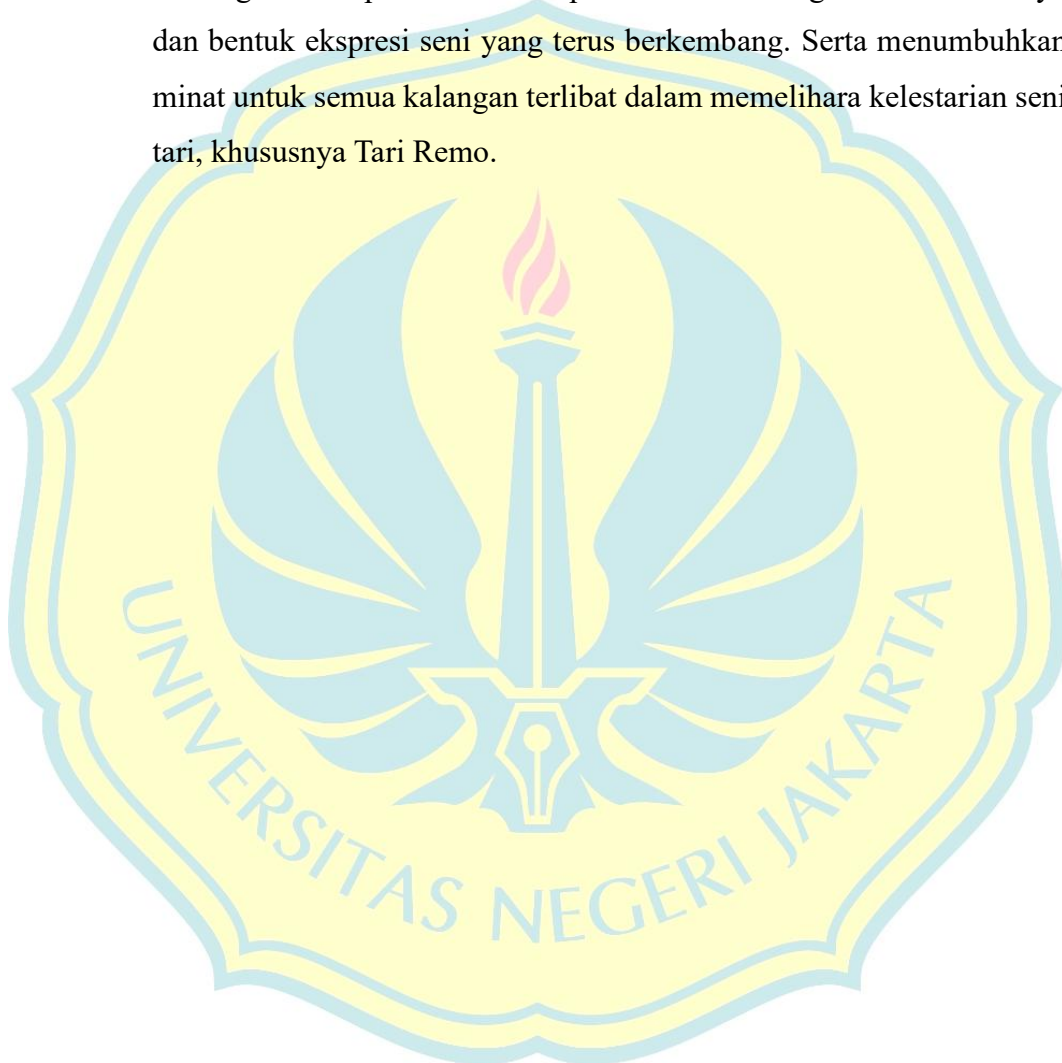 dan bentuk ekspresi seni yang terus berkembang. Serta menumbuhkan
minat untuk semua kalangan terlibat dalam memelihara kelestarian seni
tari, khususnya Tari Remo.
UNIVERSITAS NEGERI JAKARTA